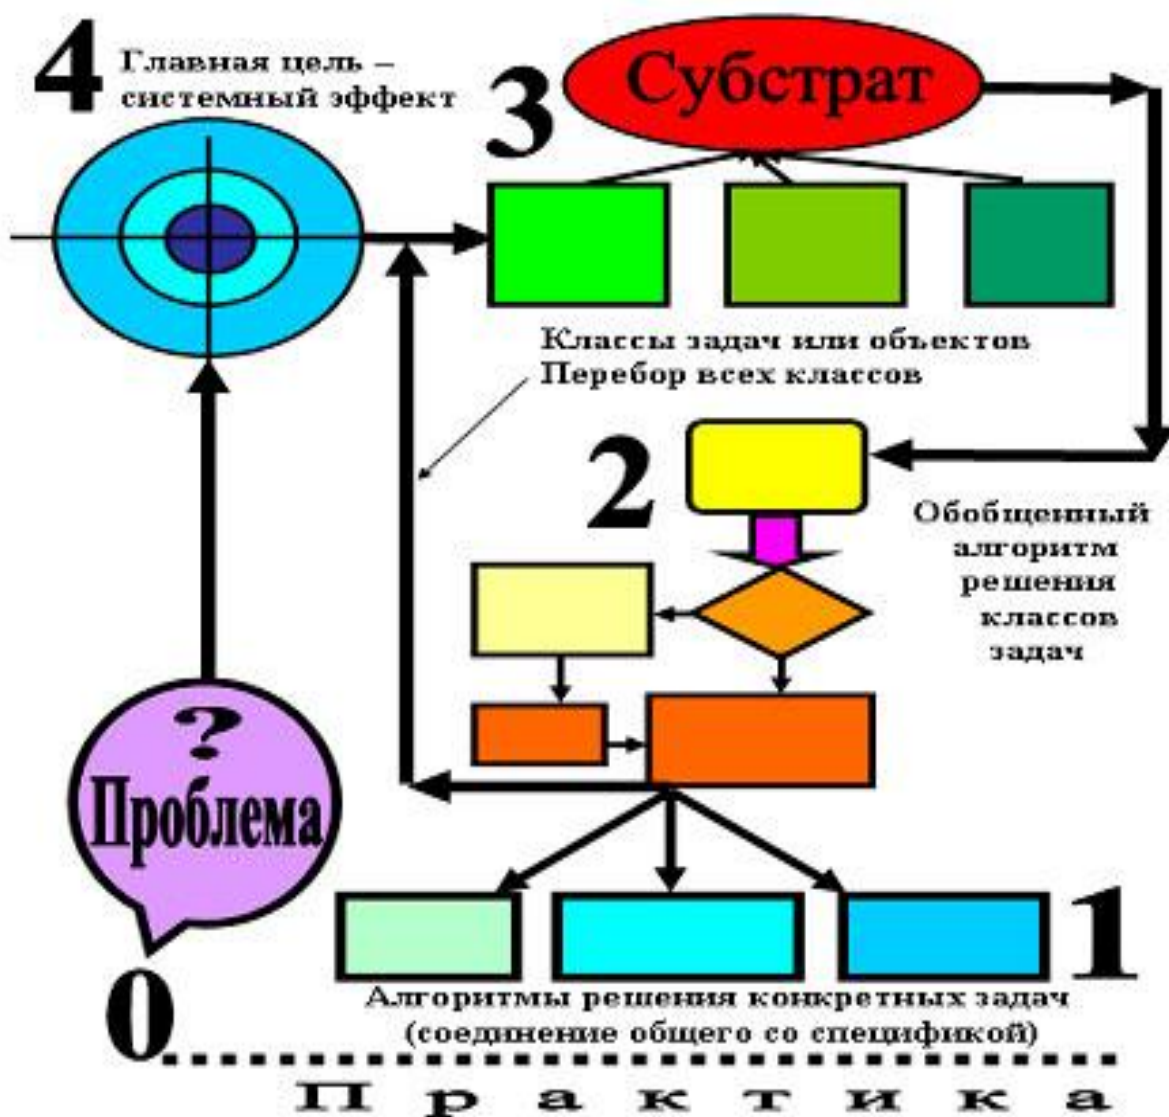 4
Главная цель –
системный эффект
3
Субстрат
Классы задач или объектов
Перебор всех классов
2
Обобщенный
алгоритм
решения
классов
задач
?
Проблема
1
Алгоритмы решения конкретных задач
(соединение общего со спецификой)
0
Практика